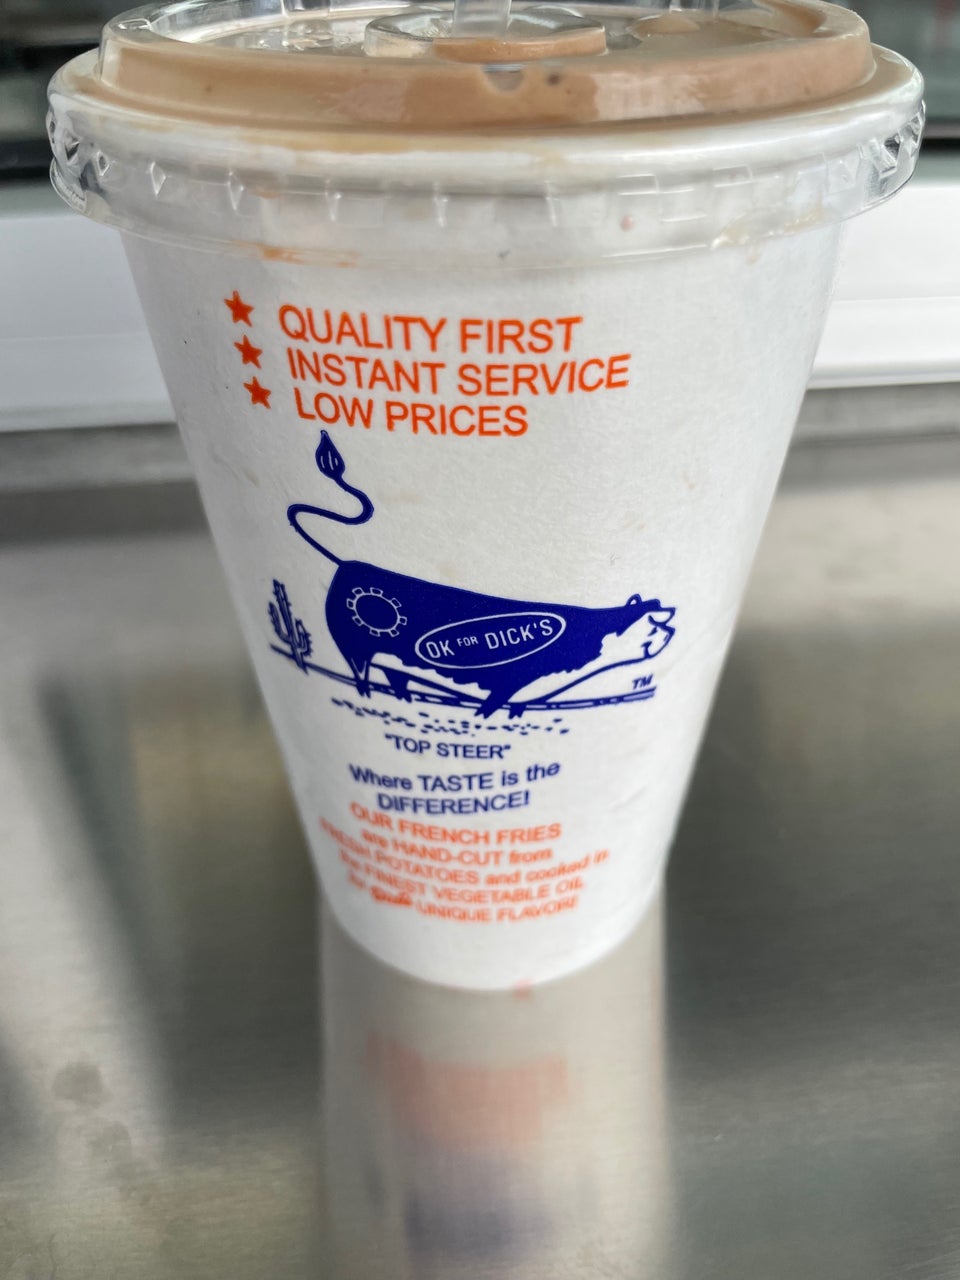 QUALITY FIRST
INSTANT SERVICE
LOW PRICES
OK FOR DICK'S
TM
"TOP STEER"
Where TASTE is the
DIFFERENCE!
OUR FRENCH FRIES
are HAND-CUT from
FRESH POTATOES and cooked in
the FINEST VEGETABLE OIL
for UNIQUE FLAVOR!